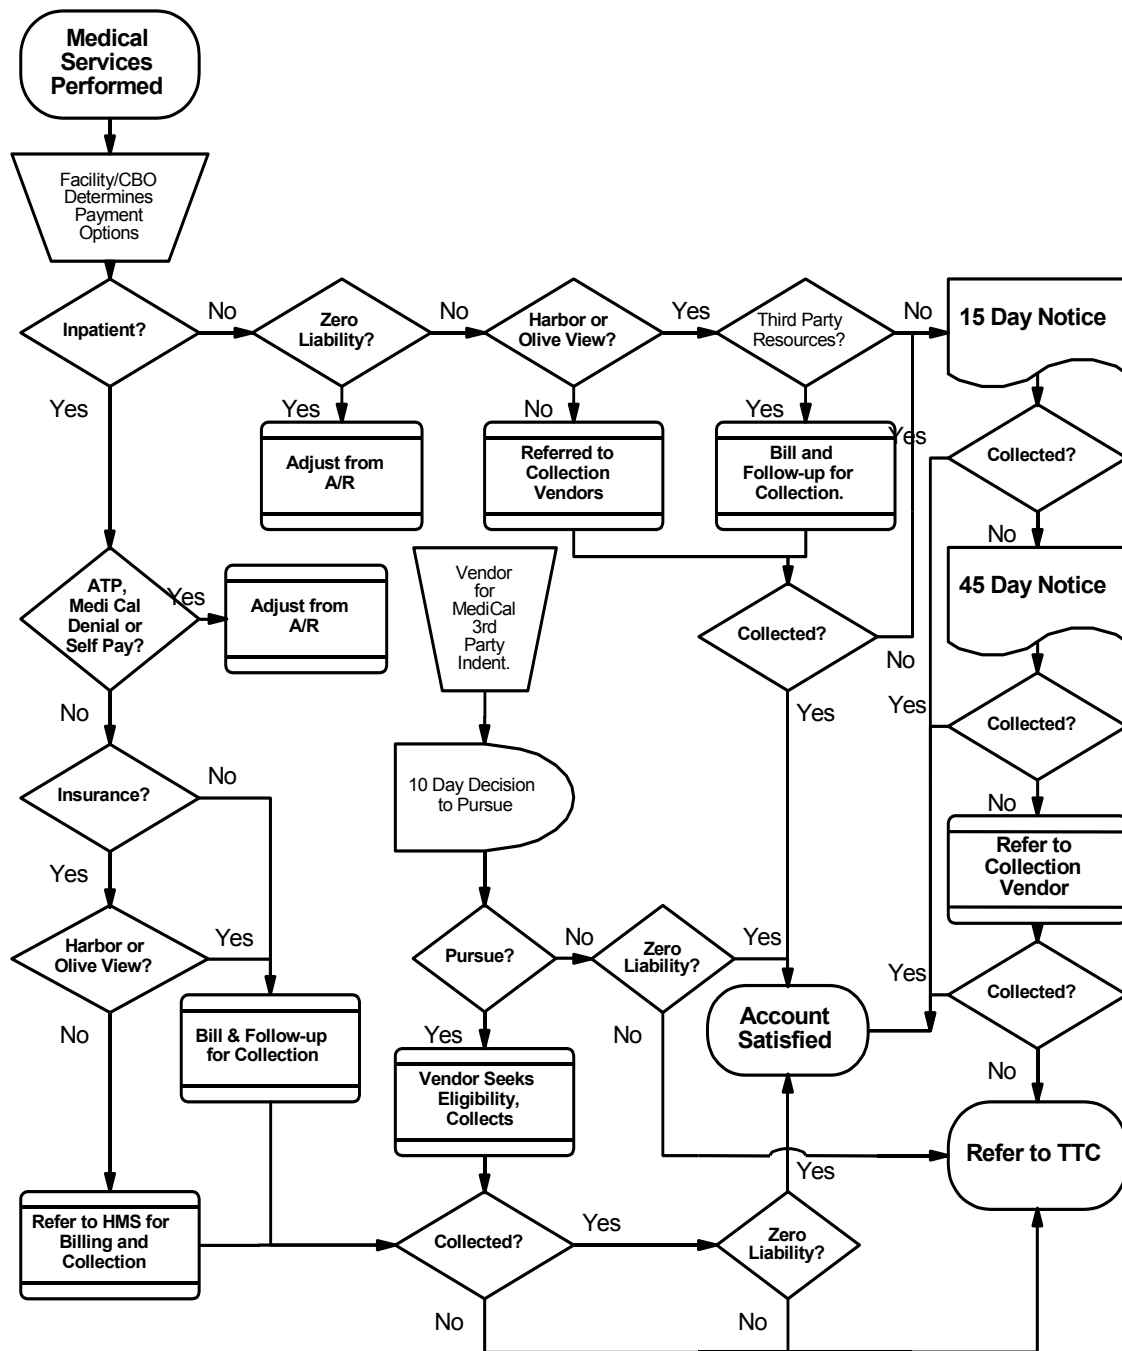 Medical
Services
Performed
Facility/CBO
Determines
Payment
Options
Inpatient?
No
Zero
Liability?
No
Harbor or
Olive View?
Yes
Third Party
Resources?
No
15 Day Notice
Yes
Yes
Adjust from
A/R
No
Referred to
Collection
Vendors
Yes
Bill and
Follow-up for
Collection.
Yes
Collected?
No
45 Day Notice
ATP,
Medi Cal
Denial or
Self Pay?
Yes
Adjust from
A/R
Vendor
for
MediCal
3rd
Party
Indent.
Collected?
No
Yes
No
Yes
Collected?
Insurance?
No
10 Day Decision
to Pursue
No
Refer to
Collection
Vendor
Yes
Harbor or
Olive View?
Yes
Pursue?
No
Zero
Liability?
Yes
Yes
Collected?
No
Bill & Follow-up
for Collection
Yes
No
Account
Satisfied
No
Vendor Seeks
Eligibility,
Collects
Refer to TTC
Yes
Refer to HMS for
Billing and
Collection
Collected?
Yes
Zero
Liability?
No
No